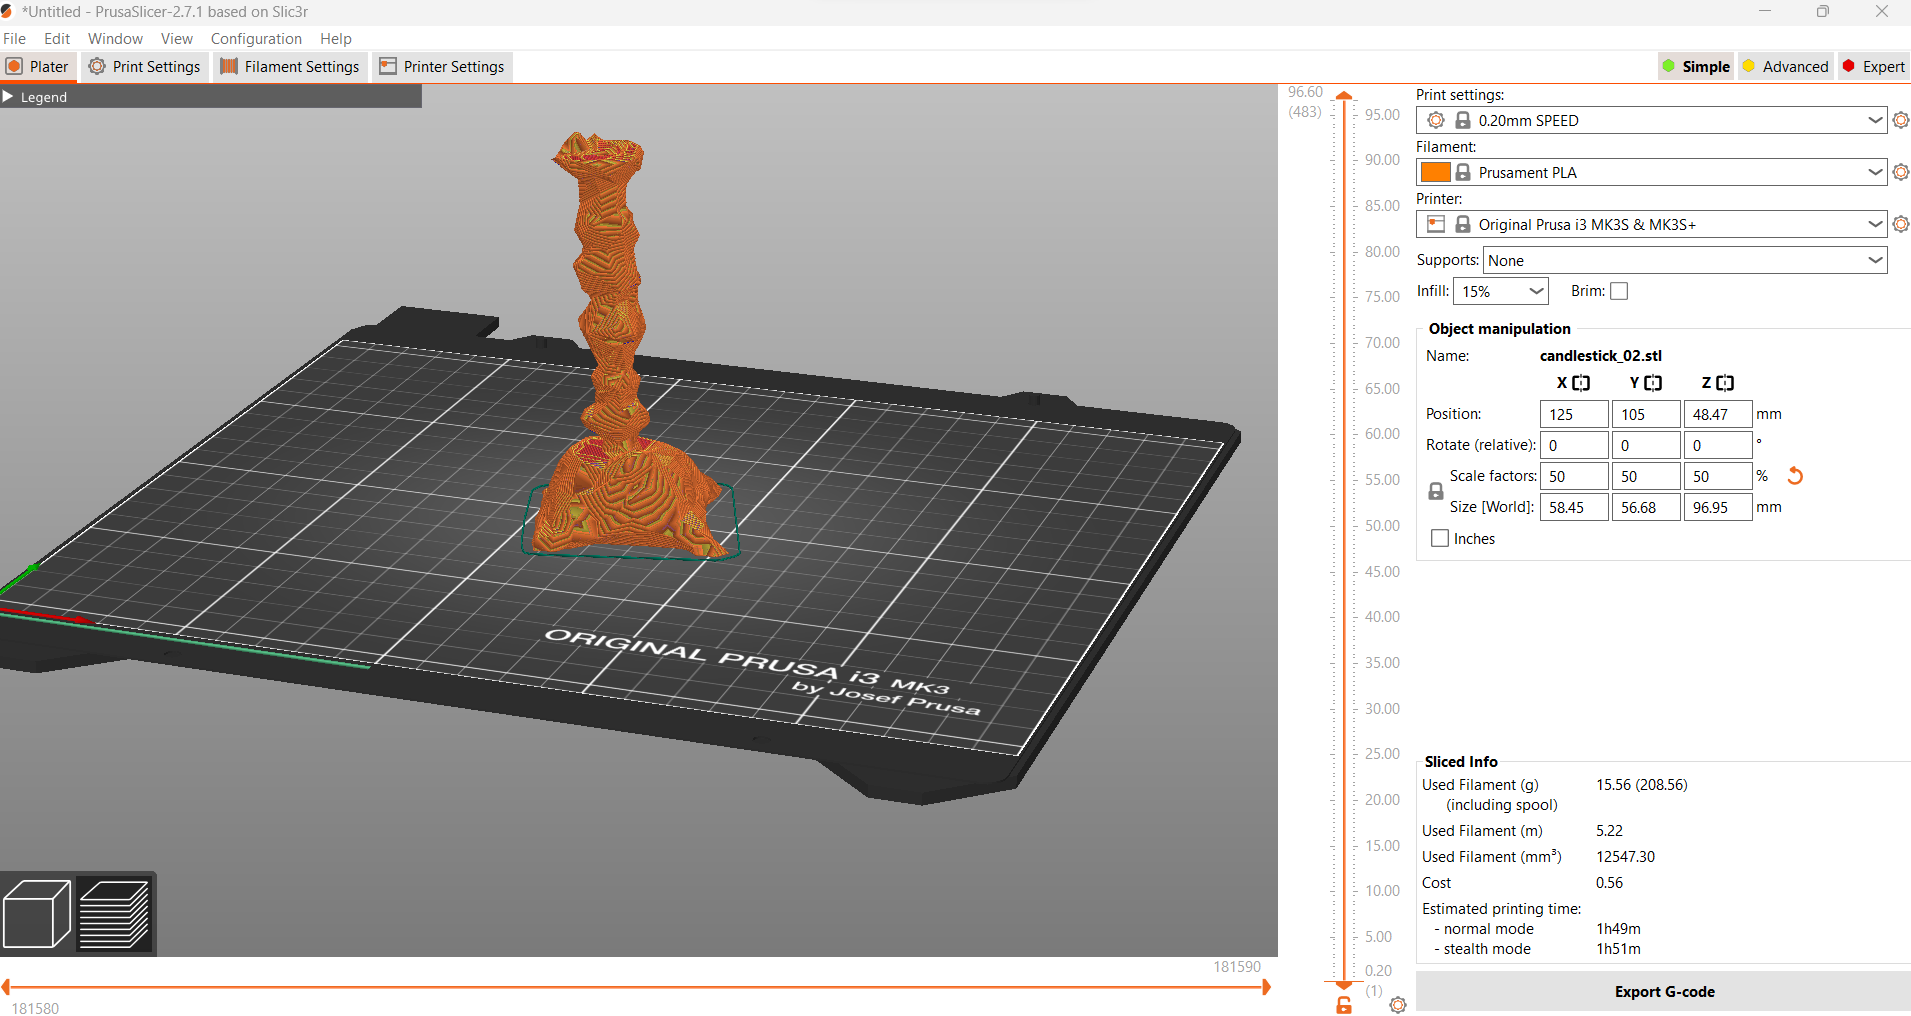 *Untitled - PrusaSlicer-2.7.1 based on Slic3r
File Edit Window View Configuration Help
Plater Print Settings Filament Settings Printer Settings Simple Advanced Expert
Legend
96.60
(483)
95.00
90.00
85.00
80.00
75.00
70.00
65.00
60.00
55.00
50.00
45.00
40.00
35.00
30.00
25.00
20.00
15.00
10.00
5.00
0.20
(1)
ORIGINAL PRUSA i3 MK3
by Josef Prusa
181590
181580
Print settings:
0.20mm SPEED
Filament:
Prusament PLA
Printer:
Original Prusa i3 MK3S & MK3S+
Supports: None
Infill: 15% Brim:
Object manipulation
Name: candlestick_02.stl
X Y Z
Position: 125 105 48.47 mm
Rotate (relative): 0 0 0 °
Scale factors: 50 50 50 %
Size [World]: 58.45 56.68 96.95 mm
Inches
Sliced Info
Used Filament (g) 15.56 (208.56)
(including spool)
Used Filament (m) 5.22
Used Filament (mm³) 12547.30
Cost 0.56
Estimated printing time:
- normal mode 1h49m
- stealth mode 1h51m
Export G-code